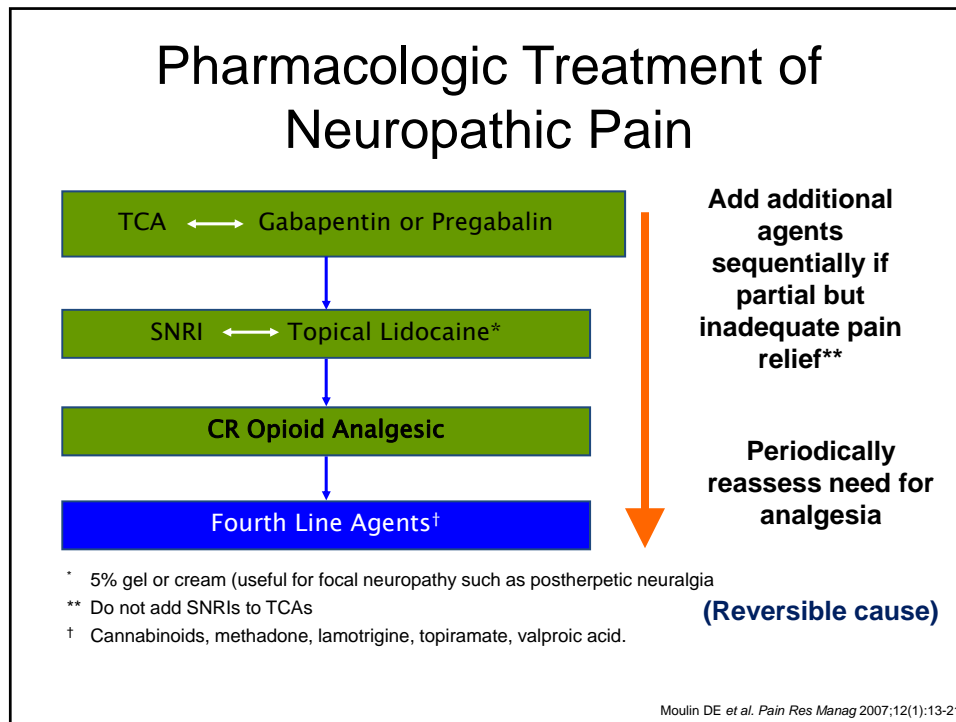 Pharmacologic Treatment of
Neuropathic Pain
TCA Gabapentin or Pregabalin
SNRI Topical Lidocaine*
CR Opioid Analgesic
Fourth Line Agents†
Add additional
agents
sequentially if
partial but
inadequate pain
relief**
Periodically
reassess need for
analgesia
(Reversible cause)
* 5% gel or cream (useful for focal neuropathy such as postherpetic neuralgia
** Do not add SNRIs to TCAs
† Cannabinoids, methadone, lamotrigine, topiramate, valproic acid.
Moulin DE et al. Pain Res Manag 2007;12(1):13-21